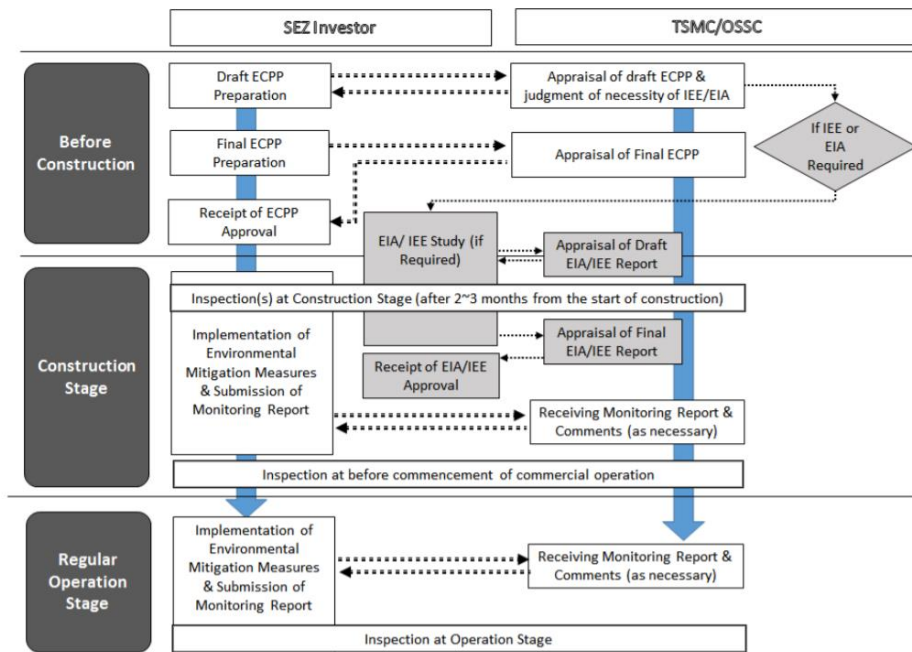 SEZ Investor
TSMC/OSSC
Before
Construction
Draft ECPP
Preparation
Appraisal of draft ECPP &
judgment of necessity of IEE/EIA
If IEE or
EIA
Required
Final ECPP
Preparation
Appraisal of Final ECPP
Receipt of ECPP
Approval
EIA/ IEE Study (if
Required)
Appraisal of Draft
EIA/IEE Report
Construction
Stage
Inspection(s) at Construction Stage (after 2~3 months from the start of construction)
Implementation of
Environmental
Mitigation Measures
& Submission of
Monitoring Report
Appraisal of Final
EIA/IEE Report
Receipt of EIA/IEE
Approval
Receiving Monitoring Report &
Comments (as necessary)
Inspection at before commencement of commercial operation
Regular
Operation
Stage
Implementation of
Environmental
Mitigation Measures
& Submission of
Monitoring Report
Receiving Monitoring Report &
Comments (as necessary)
Inspection at Operation Stage